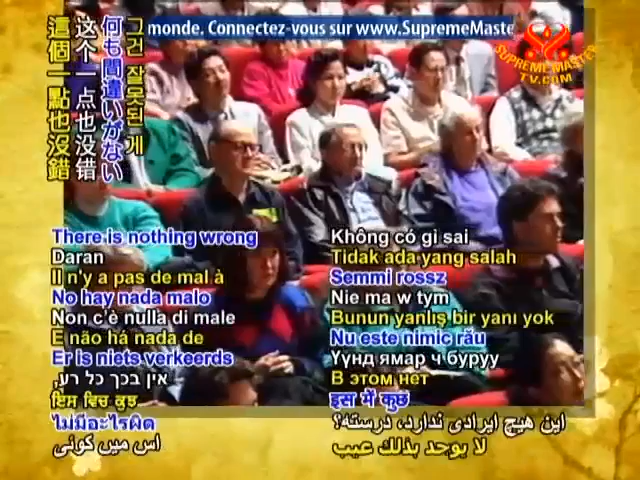 monde. Connectez-vous sur www.SupremeMaste
SUPREME MASTER
TV.COM
그건 잘못된 게
何も間違いがない
这个一点也没错
這個一點也沒錯
There is nothing wrong
Daran
Il n'y a pas de mal à
No hay nada malo
Non c'è nulla di male
E não há nada de
Er is niets verkeerds
אין בכך כל רע,
ਇਸ ਵਿਚ ਕੁਝ
ไม่มีอะไรผิด
اس میں کوئی
Không có gì sai
Tidak ada yang salah
Semmi rossz
Nie ma w tym
Bunun yanlış bir yanı yok
Nu este nimic rău
Үүнд ямар ч буруу
В этом нет
इस में कुछ
این هیچ ایرادی ندارد، درسته؟
لا يوجد بذلك عيب